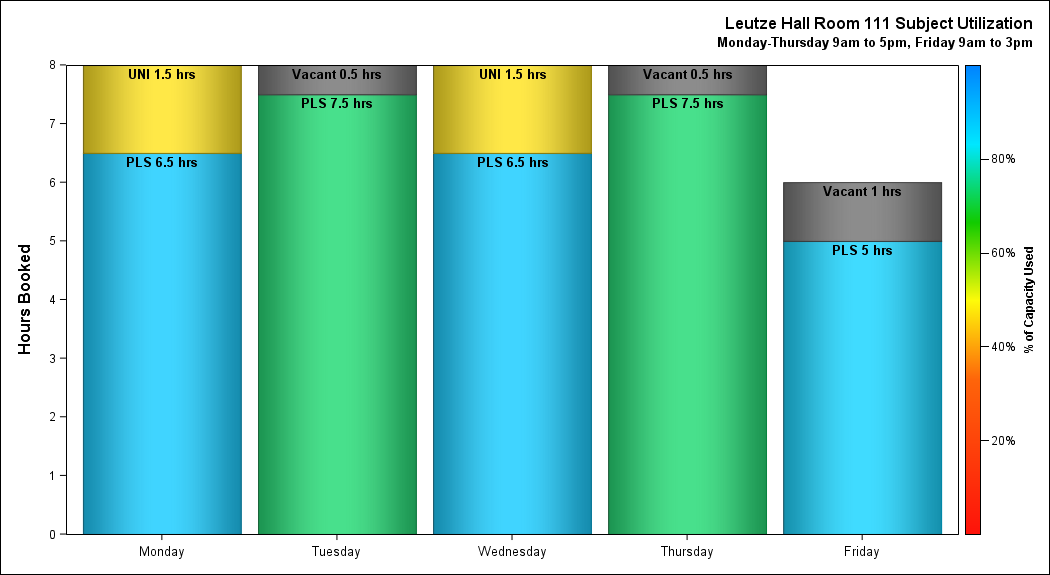 Leutze Hall Room 111 Subject Utilization
Monday-Thursday 9am to 5pm, Friday 9am to 3pm
Hours Booked
8
7
6
5
4
3
2
1
0
UNI 1.5 hrs
PLS 6.5 hrs
Vacant 0.5 hrs
PLS 7.5 hrs
UNI 1.5 hrs
PLS 6.5 hrs
Vacant 0.5 hrs
PLS 7.5 hrs
Vacant 1 hrs
PLS 5 hrs
Monday
Tuesday
Wednesday
Thursday
Friday
80%
60%
40%
20%
% of Capacity Used